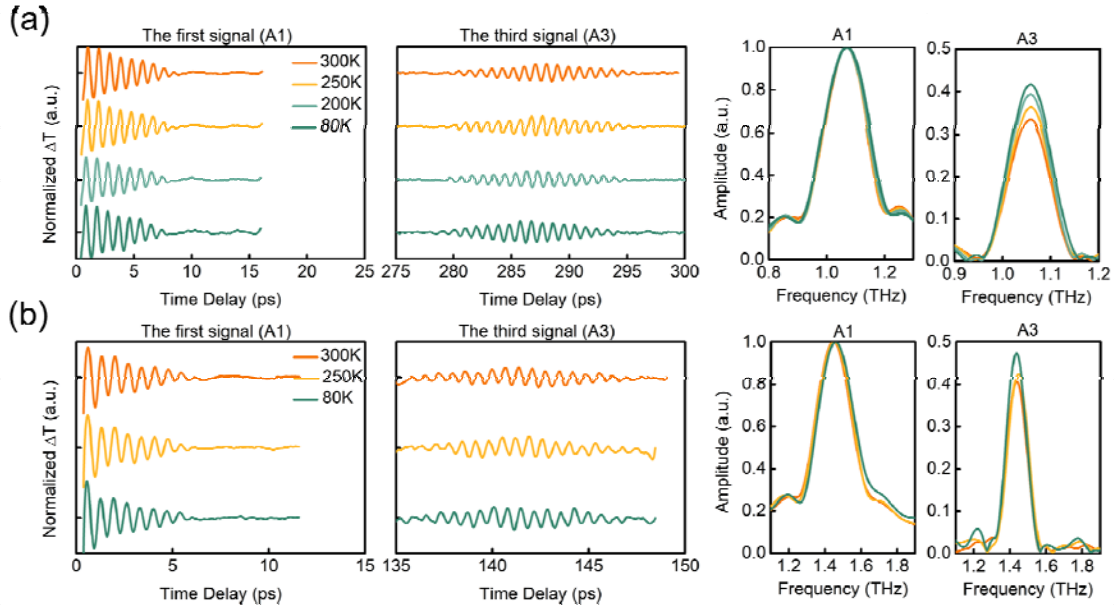 (a)
The first signal (A1)
The third signal (A3)
A1
A3
Normalized ΔT (a.u.)
300K
250K
200K
80K
0 5 10 15 20 25
Time Delay (ps)
275 280 285 290 295 300
Time Delay (ps)
Amplitude (a.u.)
1.0
0.8
0.6
0.4
0.2
0.0
0.8 1.0 1.2
Frequency (THz)
0.5
0.4
0.3
0.2
0.1
0.0
0.9 1.0 1.1 1.2
Frequency (THz)
(b)
The first signal (A1)
The third signal (A3)
A1
A3
Normalized ΔT (a.u.)
300K
250K
80K
0 5 10 15
Time Delay (ps)
135 140 145 150
Time Delay (ps)
Amplitude (a.u.)
1.0
0.8
0.6
0.4
0.2
0.0
1.2 1.4 1.6 1.8
Frequency (THz)
0.5
0.4
0.3
0.2
0.1
0.0
1.2 1.4 1.6 1.8
Frequency (THz)